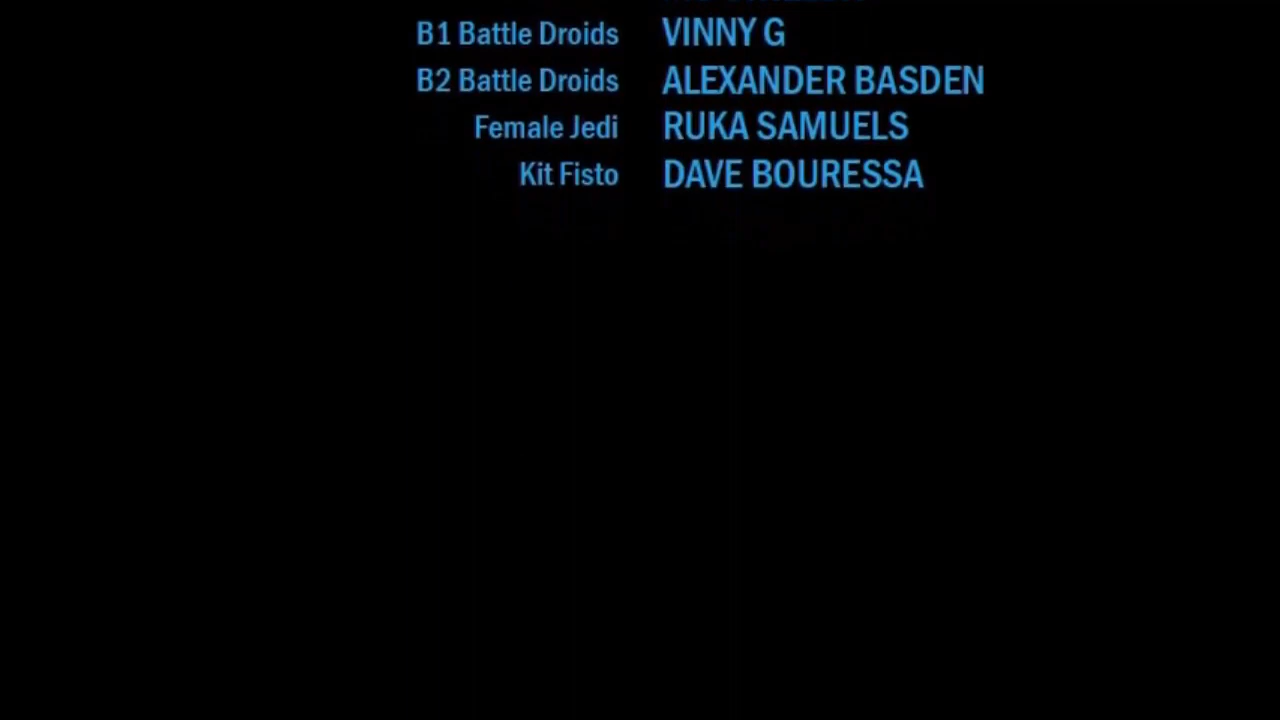 B1 Battle Droids VINNY G
B2 Battle Droids ALEXANDER BASDEN
Female Jedi RUKA SAMUELS
Kit Fisto DAVE BOURESSA